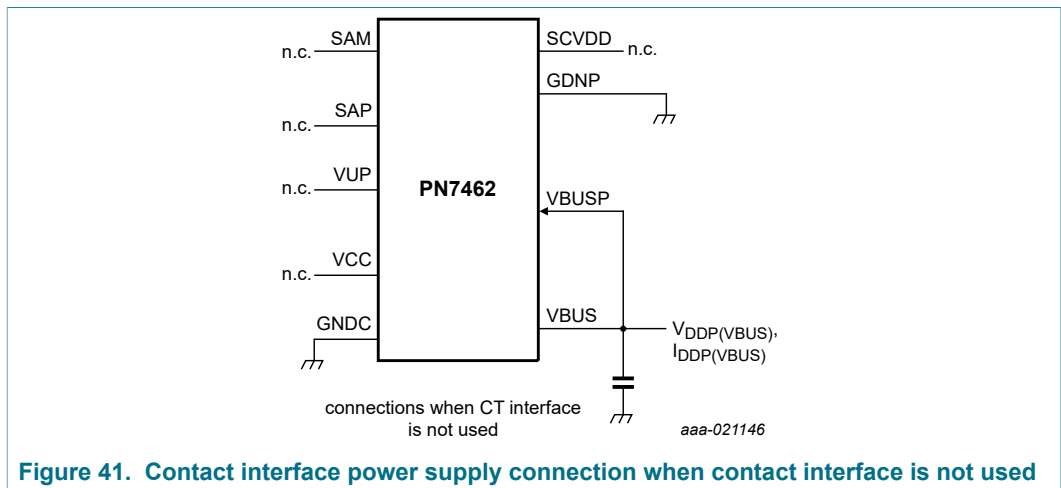 SAM
n.c.
SAP
n.c.
VUP
n.c.
VCC
n.c.
GNDC
PN7462
SCVDD
n.c.
GDNP
VBUSP
VBUS
VDDP(VBUS),
IDDP(VBUS)
connections when CT interface
is not used
aaa-021146
Figure 41. Contact interface power supply connection when contact interface is not used